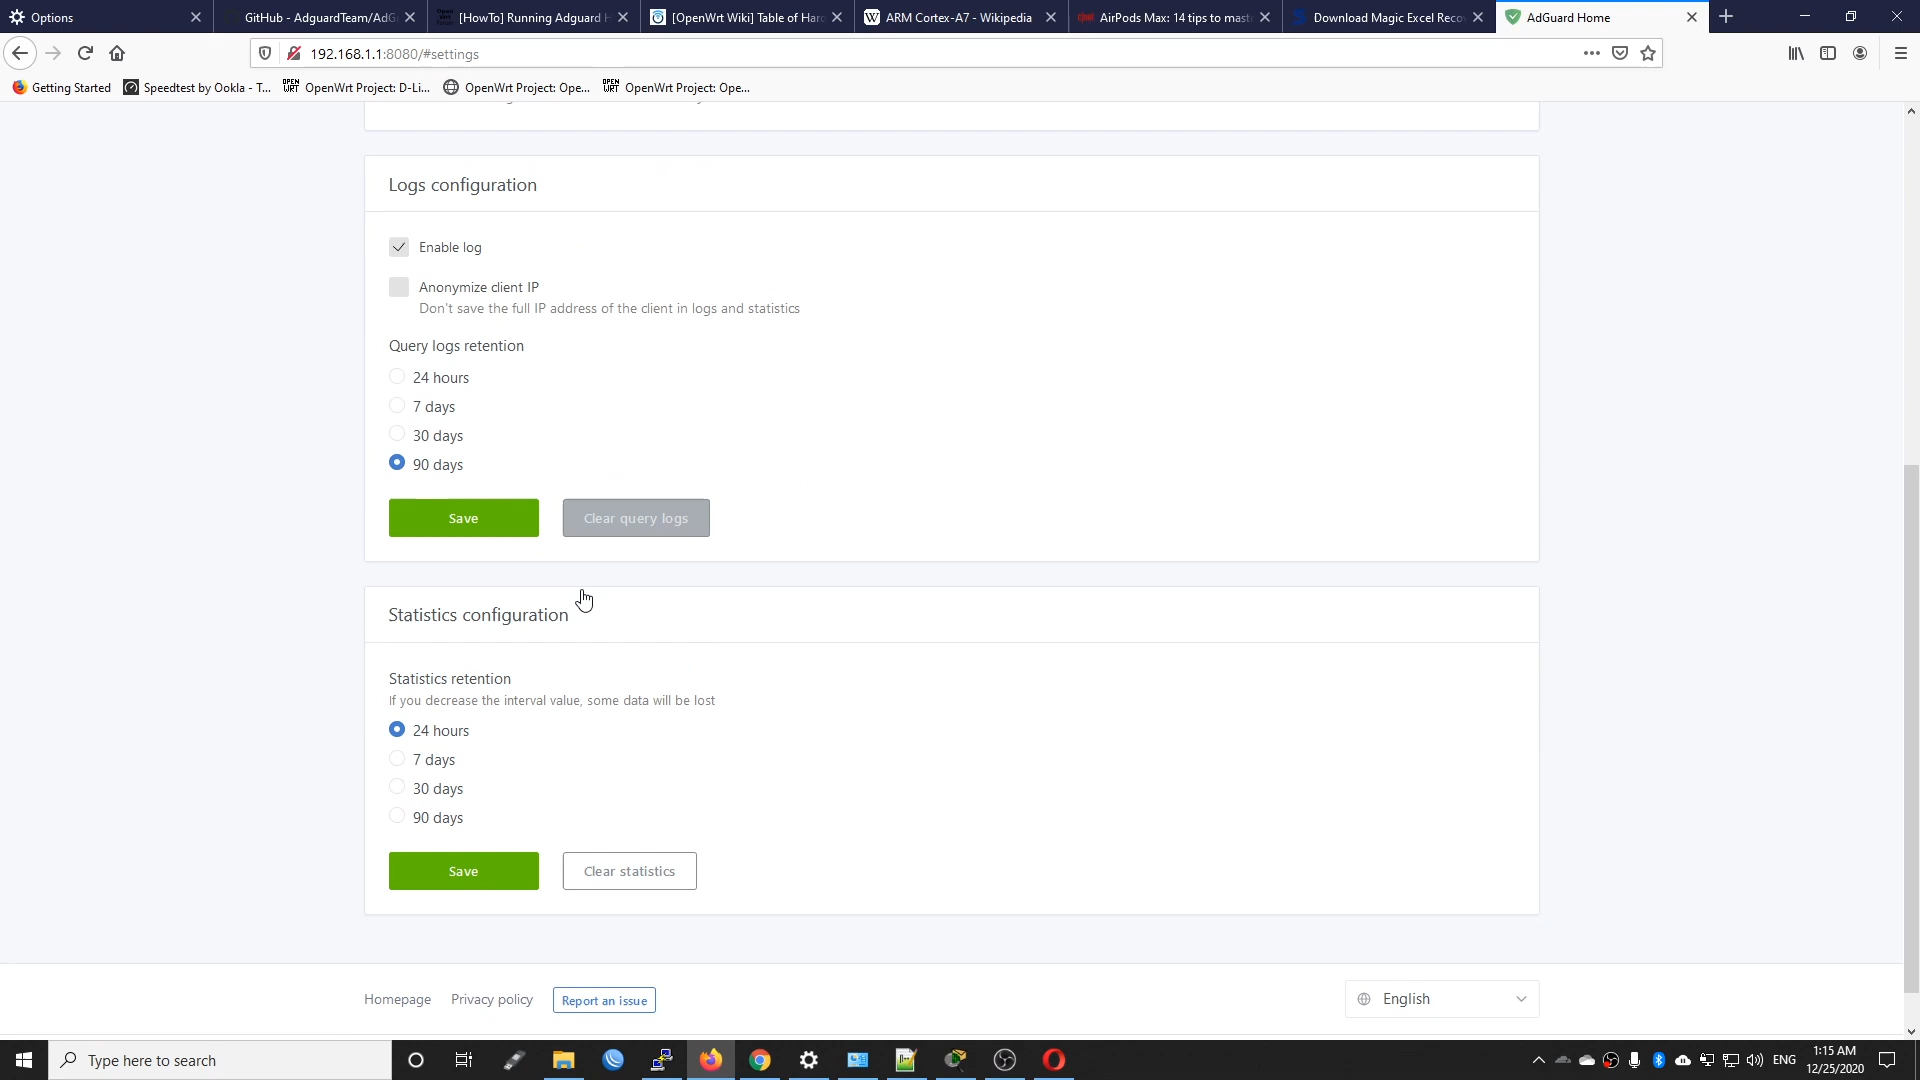 Options
GitHub - AdguardTeam/AdG
[HowTo] Running Adguard H
[OpenWrt Wiki] Table of Har
ARM Cortex-A7 - Wikipedia
AirPods Max: 14 tips to mast
Download Magic Excel Reco
AdGuard Home
192.168.1.1:8080/#settings
Getting Started
Speedtest by Ookla - T...
OpenWrt Project: D-Li...
OpenWrt Project: Ope...
OpenWrt Project: Ope...
Logs configuration
Enable log
Anonymize client IP
Don't save the full IP address of the client in logs and statistics
Query logs retention
24 hours
7 days
30 days
90 days
Save
Clear query logs
Statistics configuration
Statistics retention
If you decrease the interval value, some data will be lost
24 hours
7 days
30 days
90 days
Save
Clear statistics
Homepage
Privacy policy
Report an issue
English
Type here to search
ENG
1:15 AM
12/25/2020